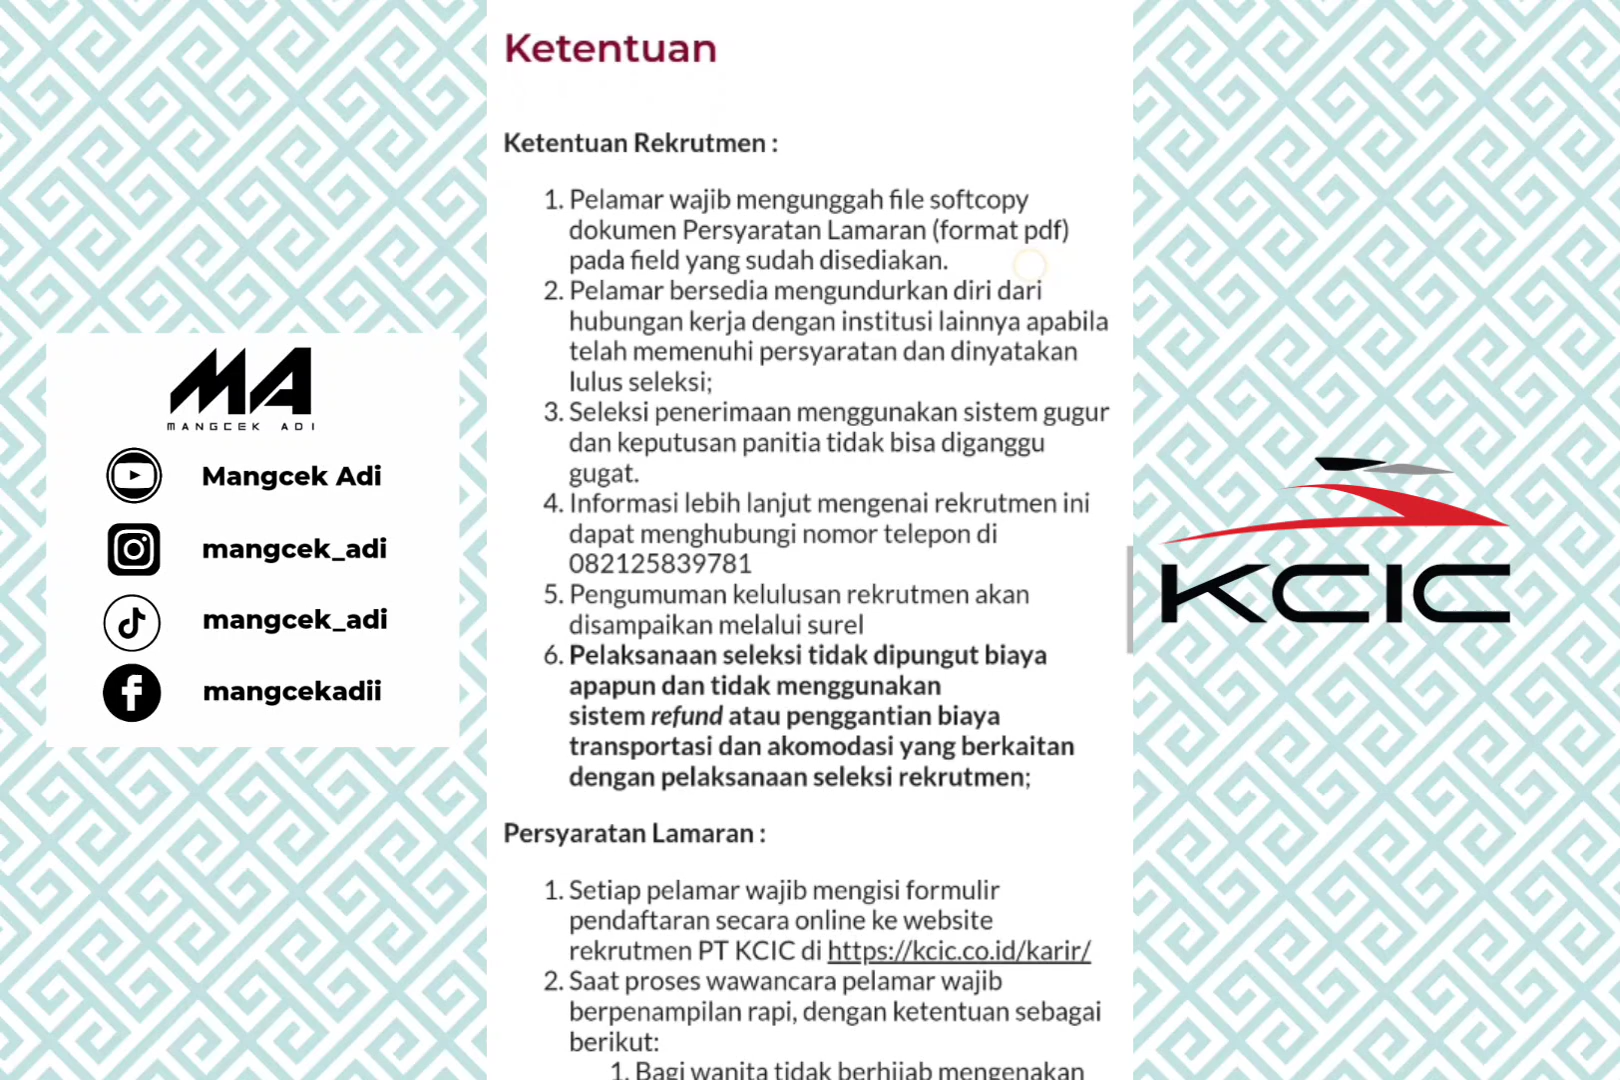 Ketentuan
Ketentuan Rekrutmen :
1. Pelamar wajib mengunggah file softcopy
dokumen Persyaratan Lamaran (format pdf)
pada field yang sudah disediakan.
2. Pelamar bersedia mengundurkan diri dari
hubungan kerja dengan institusi lainnya apabila
telah memenuhi persyaratan dan dinyatakan
lulus seleksi;
3. Seleksi penerimaan menggunakan sistem gugur
dan keputusan panitia tidak bisa diganggu
gugat.
4. Informasi lebih lanjut mengenai rekrutmen ini
dapat menghubungi nomor telepon di
082125839781
5. Pengumuman kelulusan rekrutmen akan
disampaikan melalui surel
6. Pelaksanaan seleksi tidak dipungut biaya
apapun dan tidak menggunakan
sistem refund atau penggantian biaya
transportasi dan akomodasi yang berkaitan
dengan pelaksanaan seleksi rekrutmen;
Persyaratan Lamaran :
1. Setiap pelamar wajib mengisi formulir
pendaftaran secara online ke website
rekrutmen PT KCIC di https://kcic.co.id/karir/
2. Saat proses wawancara pelamar wajib
berpenampilan rapi, dengan ketentuan sebagai
berikut:
1. Bagi wanita tidak berhijab mengenakan
MA
MANGCEK ADI
Mangcek Adi
mangcek_adi
mangcek_adi
mangcekadii
KCIC